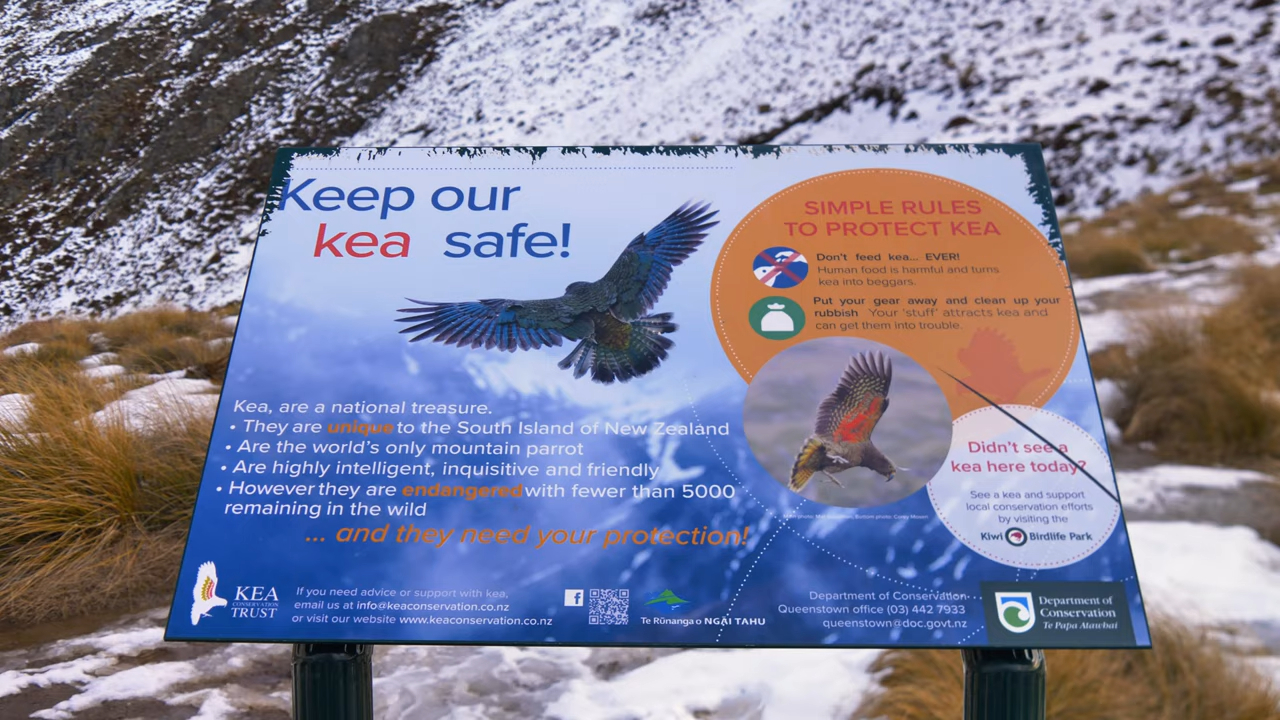 Keep our
kea safe!
Kea, are a national treasure.
• They are unique to the South Island of New Zealand
• Are the world's only mountain parrot
• Are highly intelligent, inquisitive and friendly
• However they are endangered with fewer than 5000
remaining in the wild
... and they need your protection!
SIMPLE RULES
TO PROTECT KEA
Don't feed kea... EVER!
Human food is harmful and turns
kea into beggars.
Put your gear away and clean up your
rubbish Your 'stuff' attracts kea and
can get them into trouble.
Didn't see a
kea here today?
See a kea and support
local conservation efforts
by visiting the
Kiwi Birdlife Park
KEA
CONSERVATION
TRUST
If you need advice or support with kea,
email us at info@keaconservation.co.nz
or visit our website www.keaconservation.co.nz
f
Te Rūnanga o NGĀI TAHU
Department of Conservation
Queenstown office (03) 442 7933
queenstown@doc.govt.nz
Department of
Conservation
Te Papa Atawhai